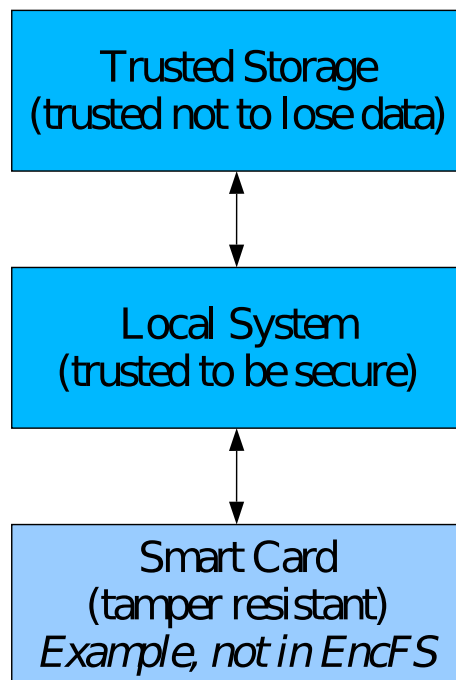 Trusted Storage
(trusted not to lose data)
Local System
(trusted to be secure)
Smart Card
(tamper resistant)
Example, not in EncFS